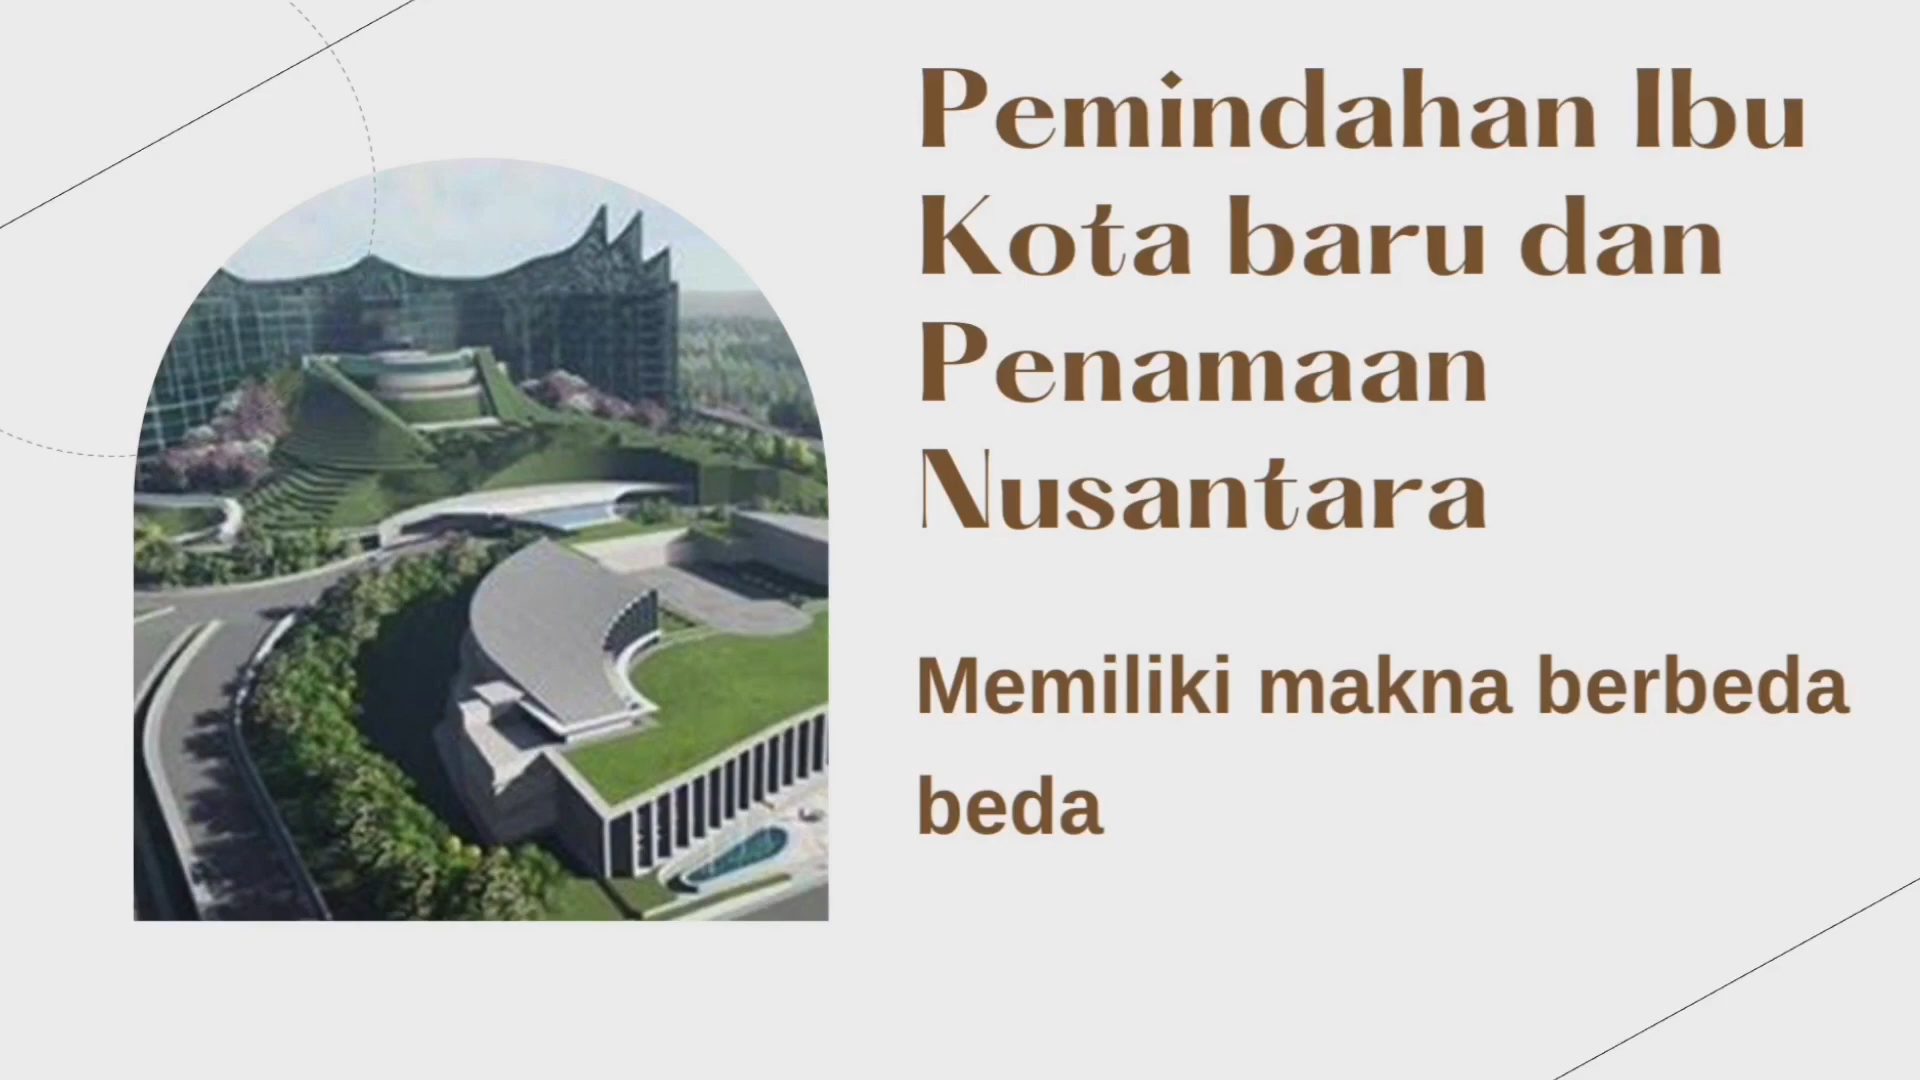 Pemindahan Ibu
Kota baru dan
Penamaan
Nusantara
Memiliki makna berbeda
beda